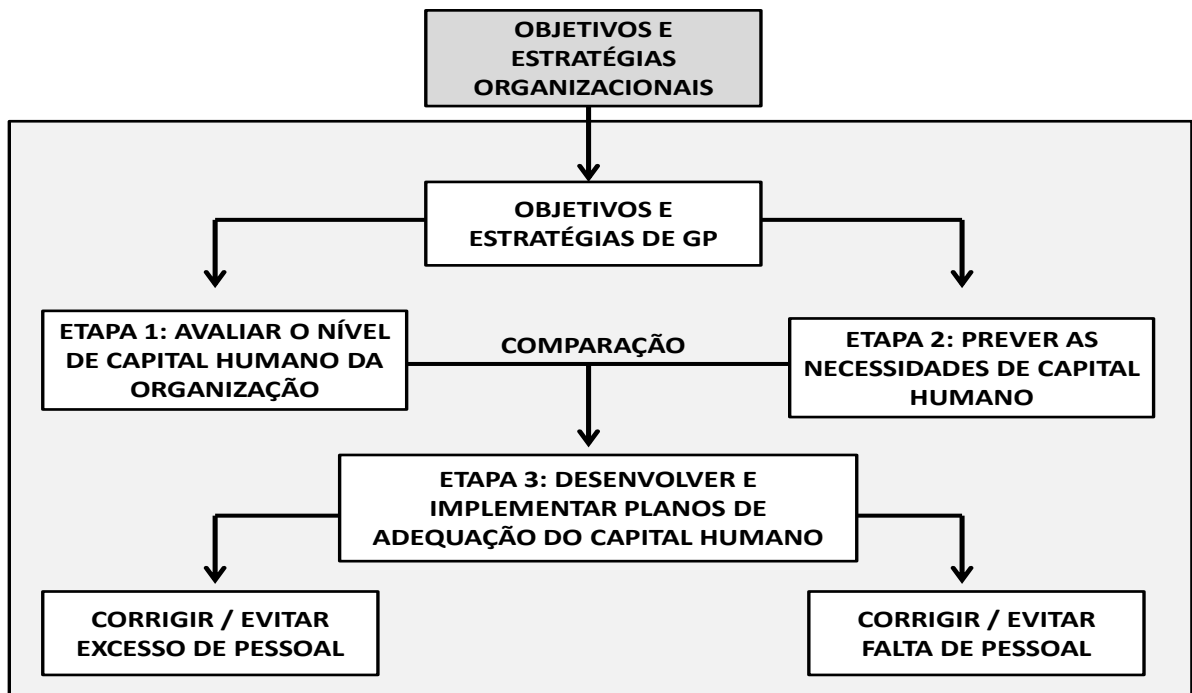 OBJETIVOS E
ESTRATÉGIAS
ORGANIZACIONAIS
OBJETIVOS E
ESTRATÉGIAS DE GP
ETAPA 1: AVALIAR O NÍVEL
DE CAPITAL HUMANO DA
ORGANIZAÇÃO
COMPARAÇÃO
ETAPA 2: PREVER AS
NECESSIDADES DE CAPITAL
HUMANO
ETAPA 3: DESENVOLVER E
IMPLEMENTAR PLANOS DE
ADEQUAÇÃO DO CAPITAL HUMANO
CORRIGIR / EVITAR
EXCESSO DE PESSOAL
CORRIGIR / EVITAR
FALTA DE PESSOAL